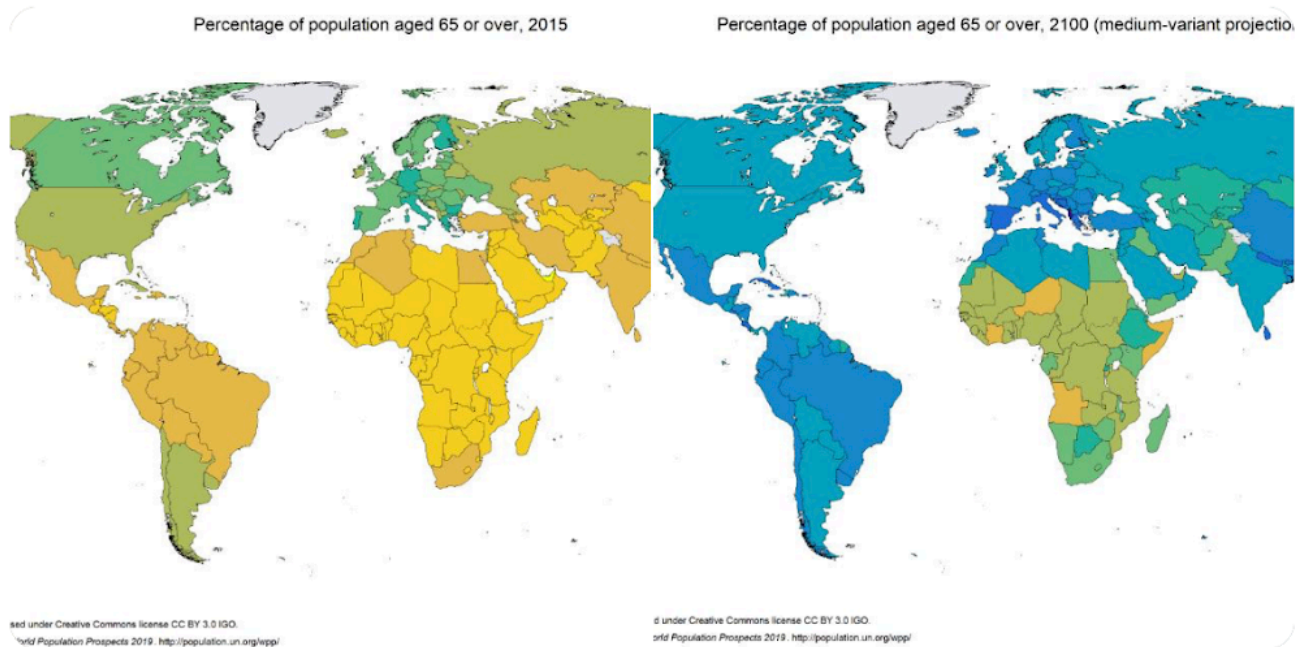 Percentage of population aged 65 or over, 2015
Percentage of population aged 65 or over, 2100 (medium-variant projectio
sed under Creative Commons license CC BY 3.0 IGO.
orld Population Prospects 2019. http://population.un.org/wpp/
d under Creative Commons license CC BY 3.0 IGO.
orld Population Prospects 2019. http://population.un.org/wpp/